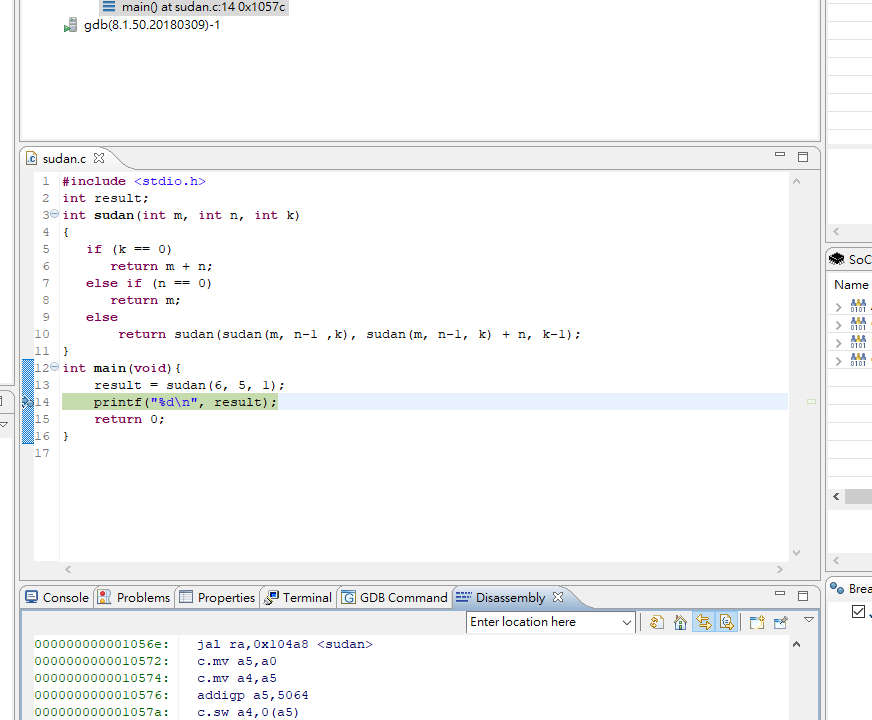 main() at sudan.c:14 0x1057c
gdb(8.1.50.20180309)-1
sudan.c
1 #include <stdio.h>
2 int result;
3 int sudan(int m, int n, int k)
4 {
5 if (k == 0)
6 return m + n;
7 else if (n == 0)
8 return m;
9 else
10 return sudan(sudan(m, n-1 ,k), sudan(m, n-1, k) + n, k-1);
11 }
12 int main(void){
13 result = sudan(6, 5, 1);
14 printf("%d\n", result);
15 return 0;
16 }
17
SoC
Name
0101
0101
0101
0101
Console Problems Properties Terminal GDB Command Disassembly
Brea
Enter location here
000000000001056e: jal ra,0x104a8 <sudan>
0000000000010572: c.mv a5,a0
0000000000010574: c.mv a4,a5
0000000000010576: addigp a5,5064
000000000001057a: c.sw a4,0(a5)